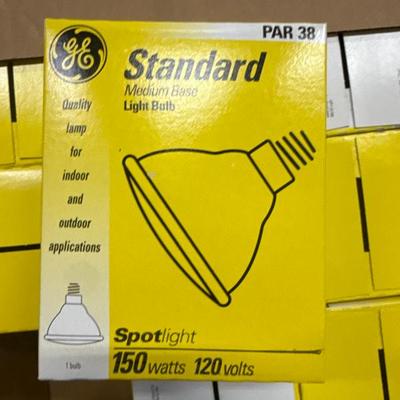 PAR 38
GE
Standard
Medium Base
Light Bulb
Quality
lamp
for
indoor
and
outdoor
applications
1 bulb
Spotlight
150 watts 120 volts